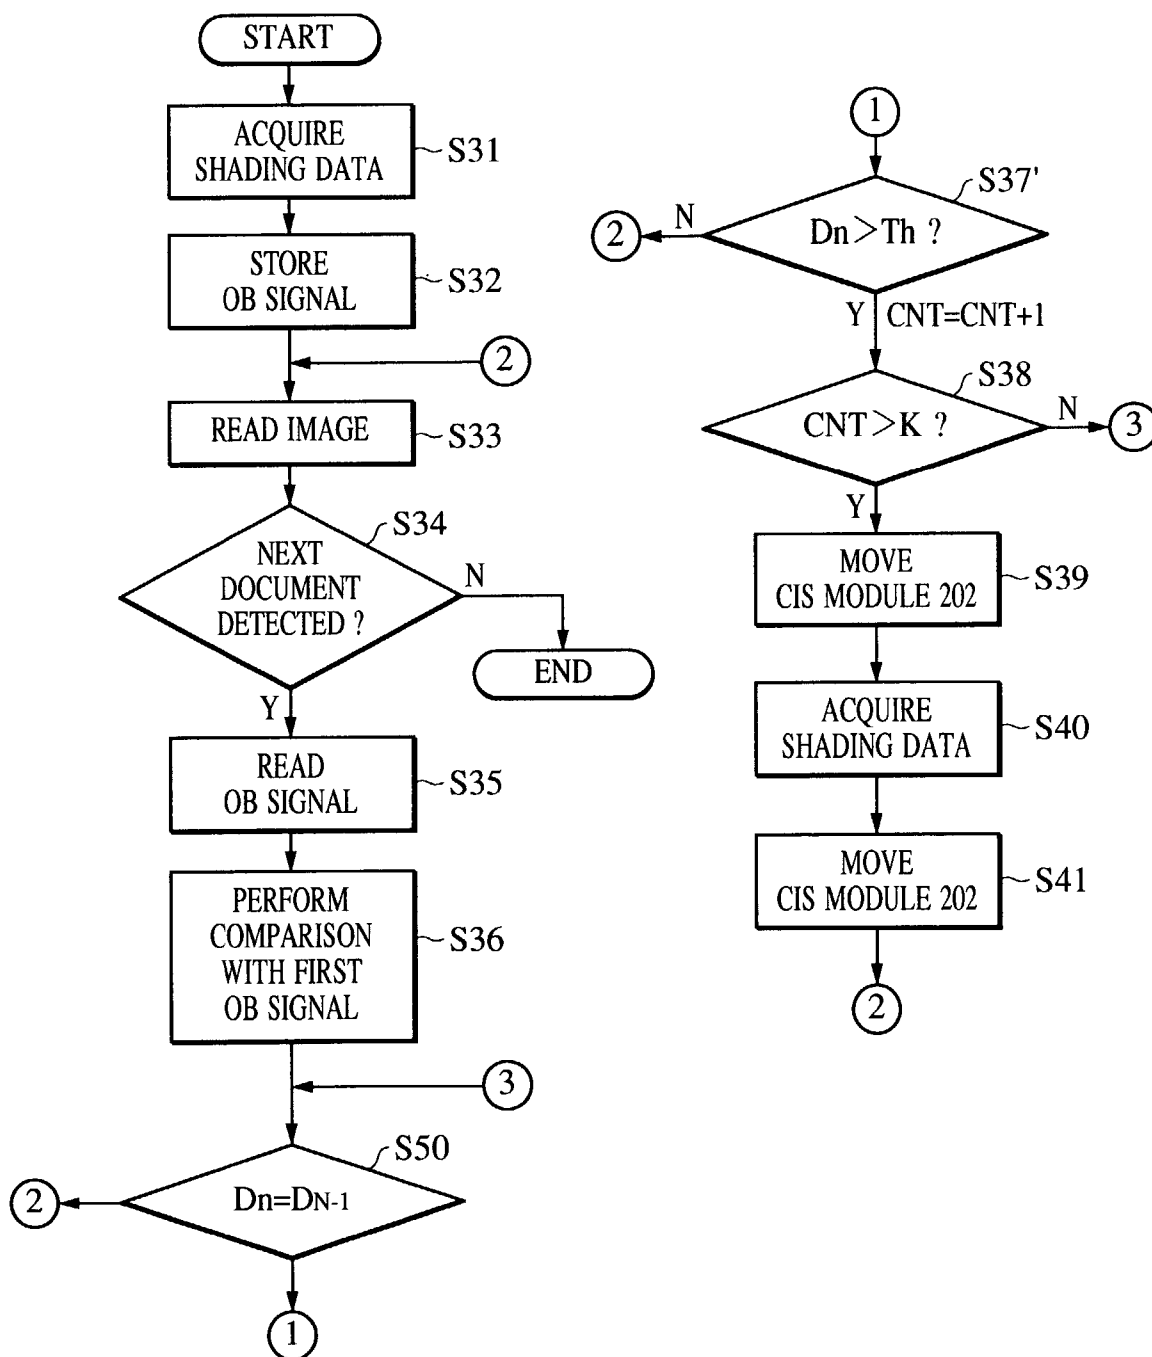 START
ACQUIRE
SHADING DATA
S31
STORE
OB SIGNAL
S32
2
READ IMAGE
S33
S34
NEXT
DOCUMENT
DETECTED ?
N
END
Y
READ
OB SIGNAL
S35
PERFORM
COMPARISON
WITH FIRST
OB SIGNAL
S36
3
S50
Dn=DN-1
2
1
1
S37'
Dn>Th ?
N
2
Y
CNT=CNT+1
S38
CNT>K ?
N
3
Y
MOVE
CIS MODULE 202
S39
ACQUIRE
SHADING DATA
S40
MOVE
CIS MODULE 202
S41
2